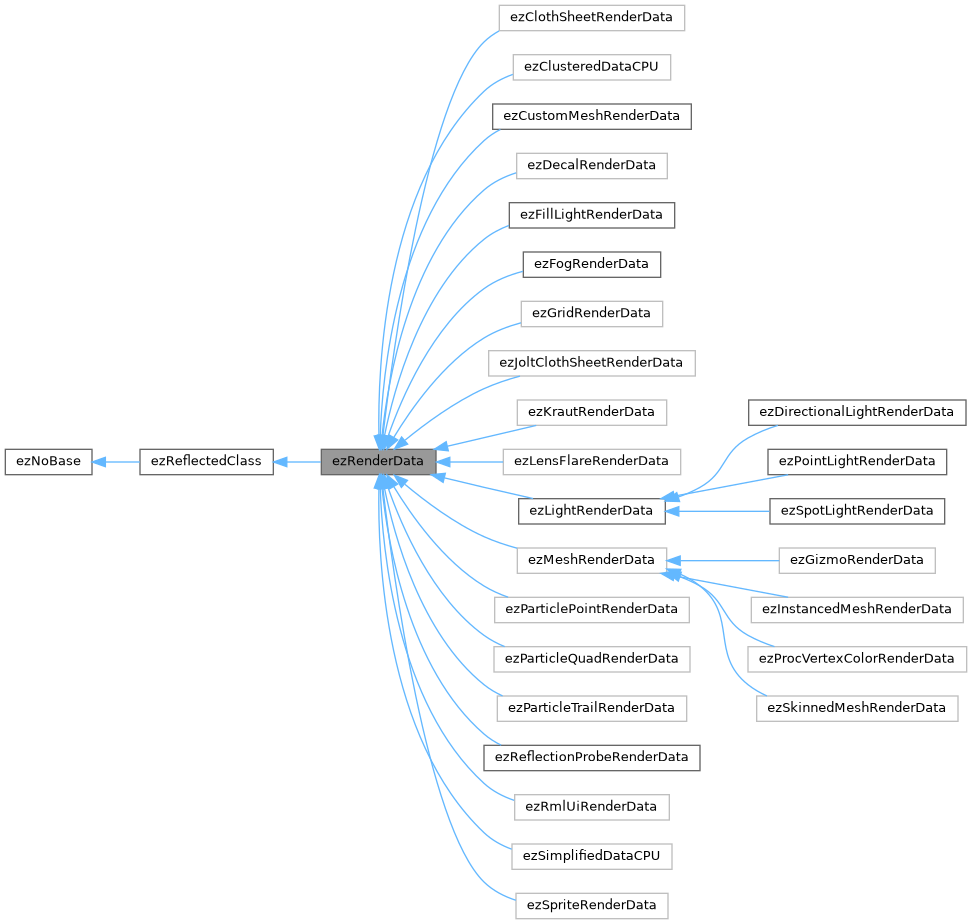 ezClothSheetRenderData
ezClusteredDataCPU
ezCustomMeshRenderData
ezDecalRenderData
ezFillLightRenderData
ezFogRenderData
ezGridRenderData
ezJoltClothSheetRenderData
ezKrautRenderData
ezDirectionalLightRenderData
ezNoBase
ezReflectedClass
ezRenderData
ezLensFlareRenderData
ezPointLightRenderData
ezLightRenderData
ezSpotLightRenderData
ezMeshRenderData
ezGizmoRenderData
ezParticlePointRenderData
ezInstancedMeshRenderData
ezParticleQuadRenderData
ezProcVertexColorRenderData
ezParticleTrailRenderData
ezSkinnedMeshRenderData
ezReflectionProbeRenderData
ezRmlUiRenderData
ezSimplifiedDataCPU
ezSpriteRenderData